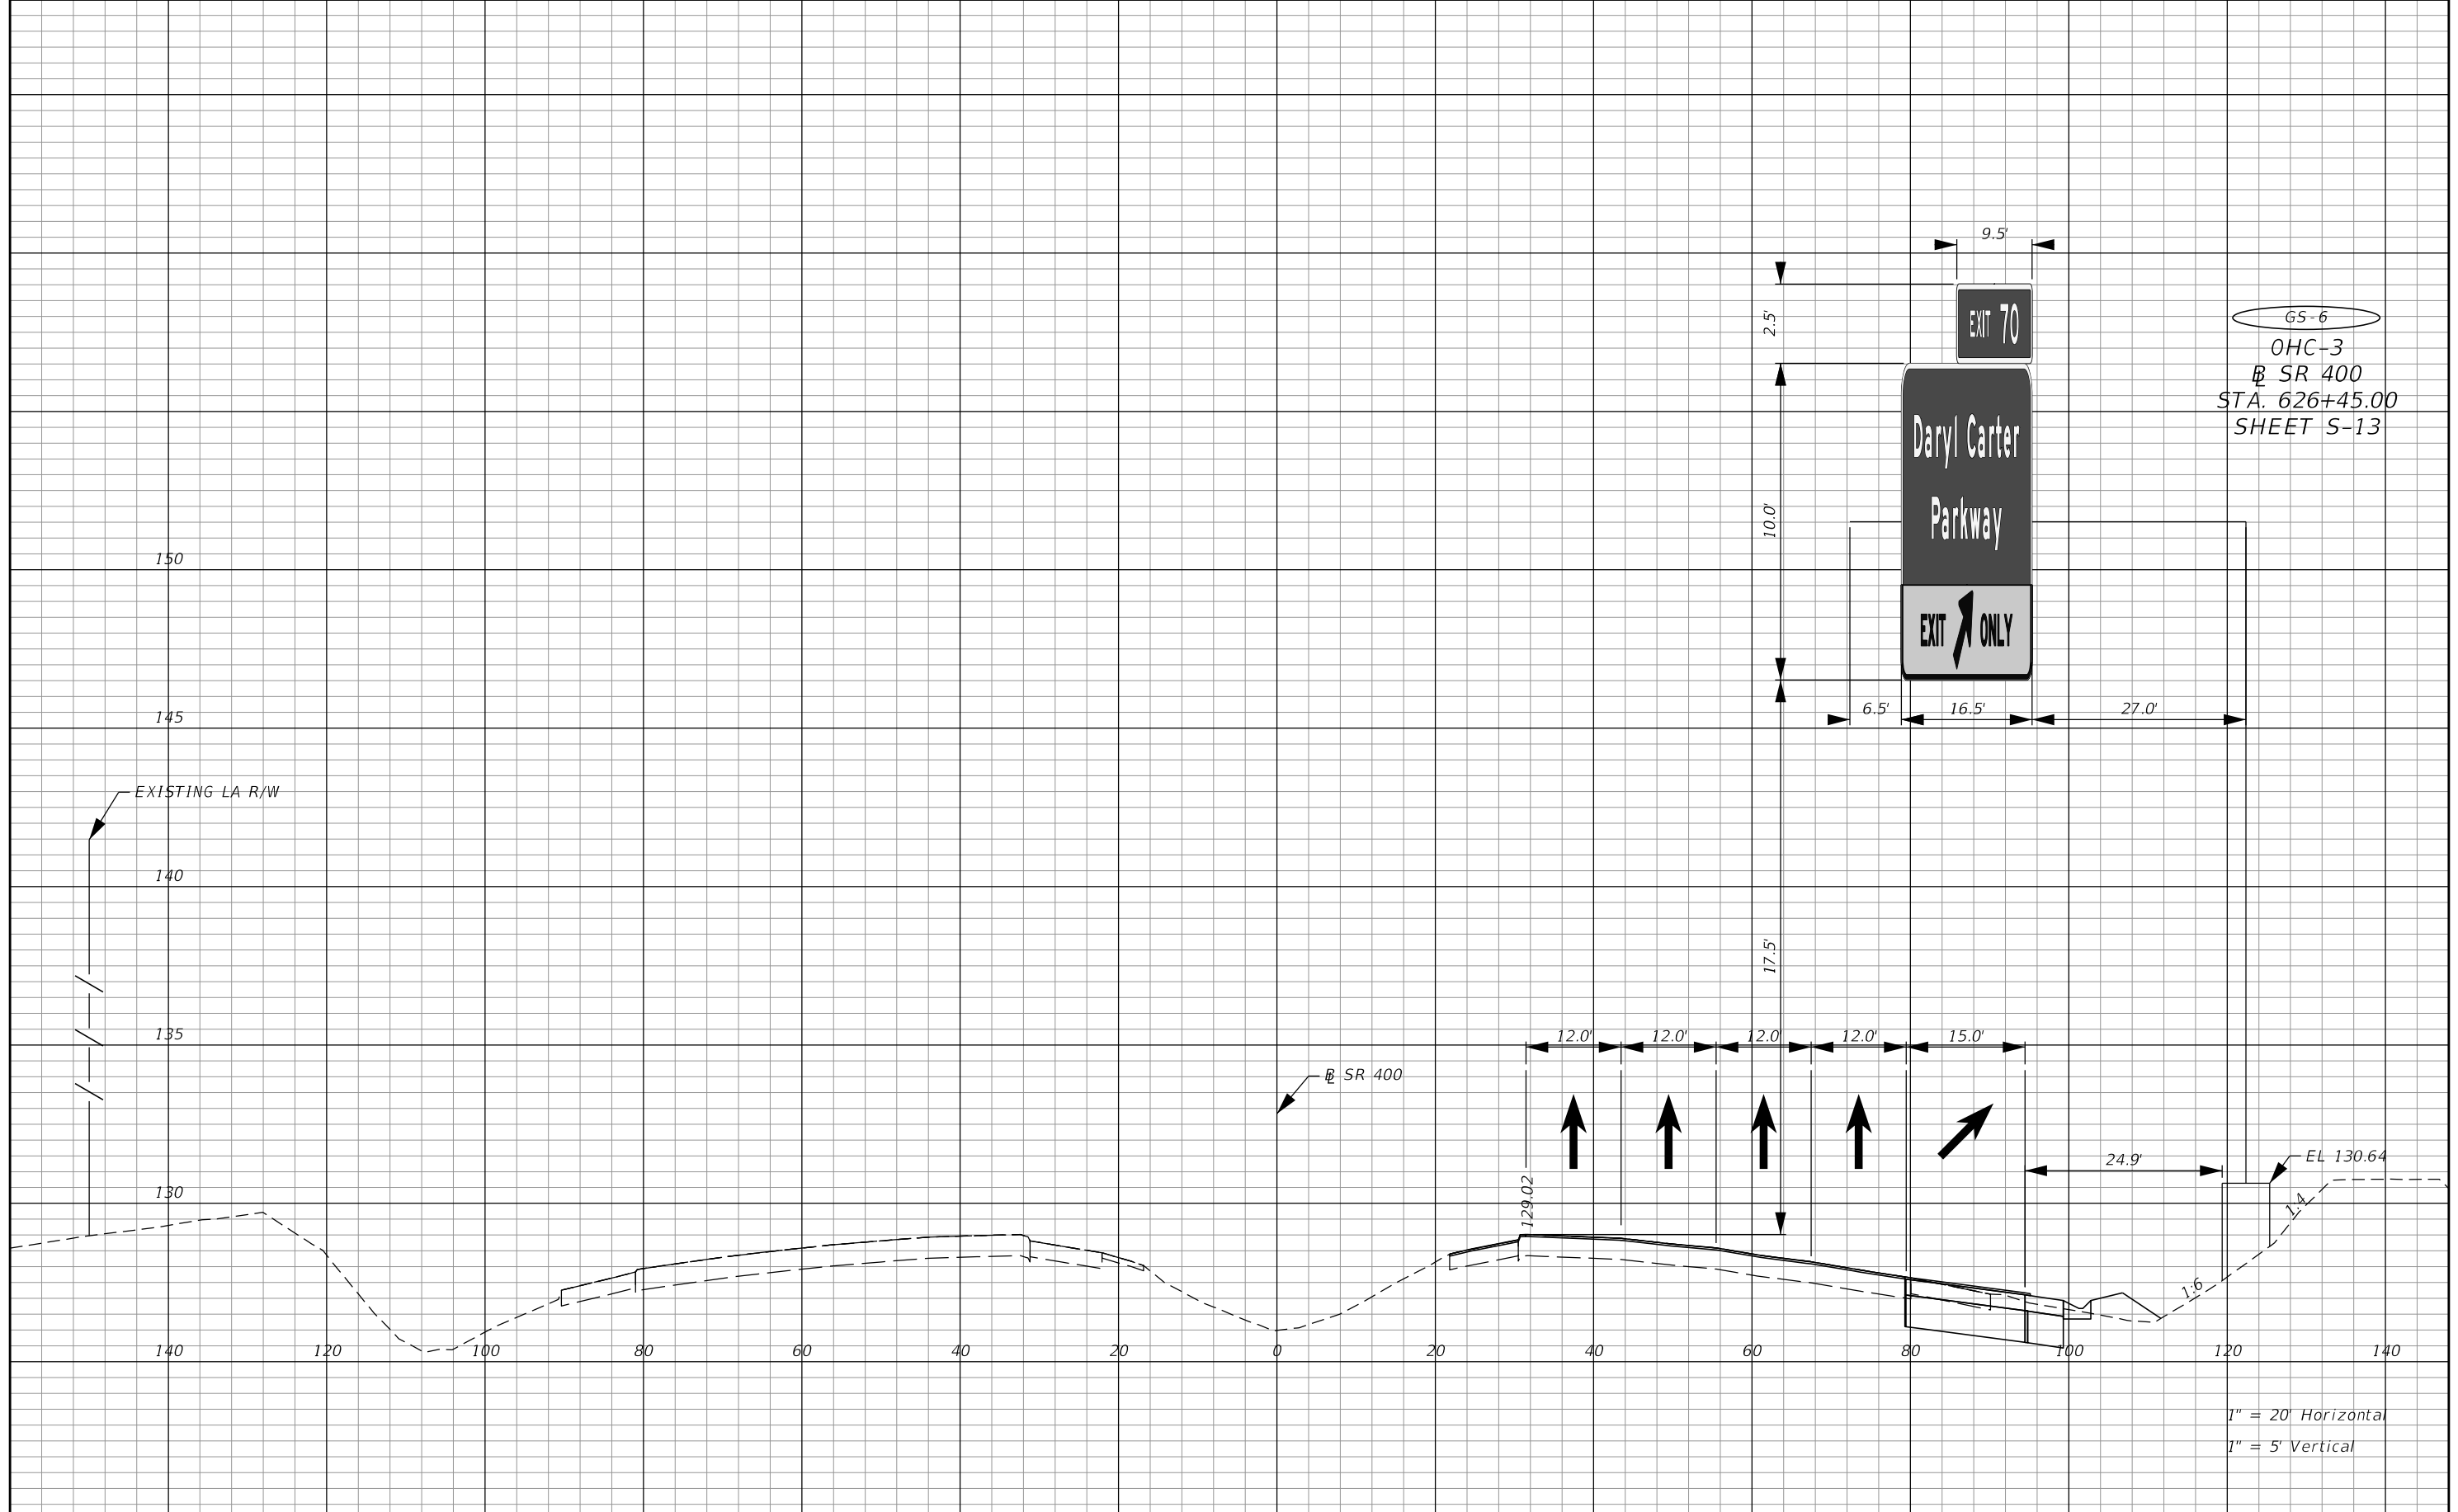 9.5'
2.5'
EXIT 70
GS-6
OHC-3
BL SR 400
STA. 626+45.00
SHEET S-13
Daryl Carter
Parkway
10.0'
150
EXIT ONLY
145
6.5' 16.5' 27.0'
EXISTING LA R/W
140
17.5'
135
12.0' 12.0' 12.0' 12.0' 15.0'
BL SR 400
24.9'
EL 130.64
130
129.02
1:4
1:6
140 120 100 80 60 40 20 0 20 40 60 80 100 120 140
1" = 20' Horizontal
1" = 5' Vertical